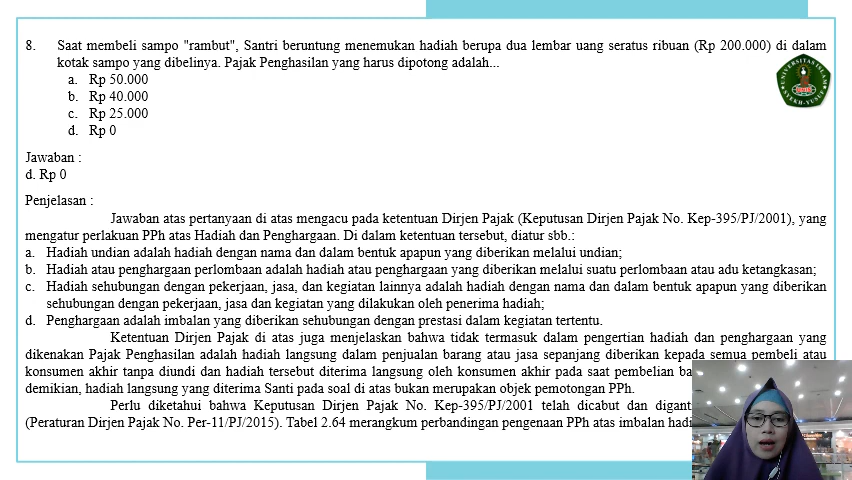 8. Saat membeli sampo "rambut", Santri beruntung menemukan hadiah berupa dua lembar uang seratus ribuan (Rp 200.000) di dalam
kotak sampo yang dibelinya. Pajak Penghasilan yang harus dipotong adalah...
a. Rp 50.000
b. Rp 40.000
c. Rp 25.000
d. Rp 0
UNIVERSITAS ISLAM
UNIS
SYEKH-YUSUF
Jawaban :
d. Rp 0
Penjelasan :
Jawaban atas pertanyaan di atas mengacu pada ketentuan Dirjen Pajak (Keputusan Dirjen Pajak No. Kep-395/PJ/2001), yang
mengatur perlakuan PPh atas Hadiah dan Penghargaan. Di dalam ketentuan tersebut, diatur sbb.:
a. Hadiah undian adalah hadiah dengan nama dan dalam bentuk apapun yang diberikan melalui undian;
b. Hadiah atau penghargaan perlombaan adalah hadiah atau penghargaan yang diberikan melalui suatu perlombaan atau adu ketangkasan;
c. Hadiah sehubungan dengan pekerjaan, jasa, dan kegiatan lainnya adalah hadiah dengan nama dan dalam bentuk apapun yang diberikan
sehubungan dengan pekerjaan, jasa dan kegiatan yang dilakukan oleh penerima hadiah;
d. Penghargaan adalah imbalan yang diberikan sehubungan dengan prestasi dalam kegiatan tertentu.
Ketentuan Dirjen Pajak di atas juga menjelaskan bahwa tidak termasuk dalam pengertian hadiah dan penghargaan yang
dikenakan Pajak Penghasilan adalah hadiah langsung dalam penjualan barang atau jasa sepanjang diberikan kepada semua pembeli atau
konsumen akhir tanpa diundi dan hadiah tersebut diterima langsung oleh konsumen akhir pada saat pembelian ba
demikian, hadiah langsung yang diterima Santi pada soal di atas bukan merupakan objek pemotongan PPh.
Perlu diketahui bahwa Keputusan Dirjen Pajak No. Kep-395/PJ/2001 telah dicabut dan digant
(Peraturan Dirjen Pajak No. Per-11/PJ/2015). Tabel 2.64 merangkum perbandingan pengenaan PPh atas imbalan hadi